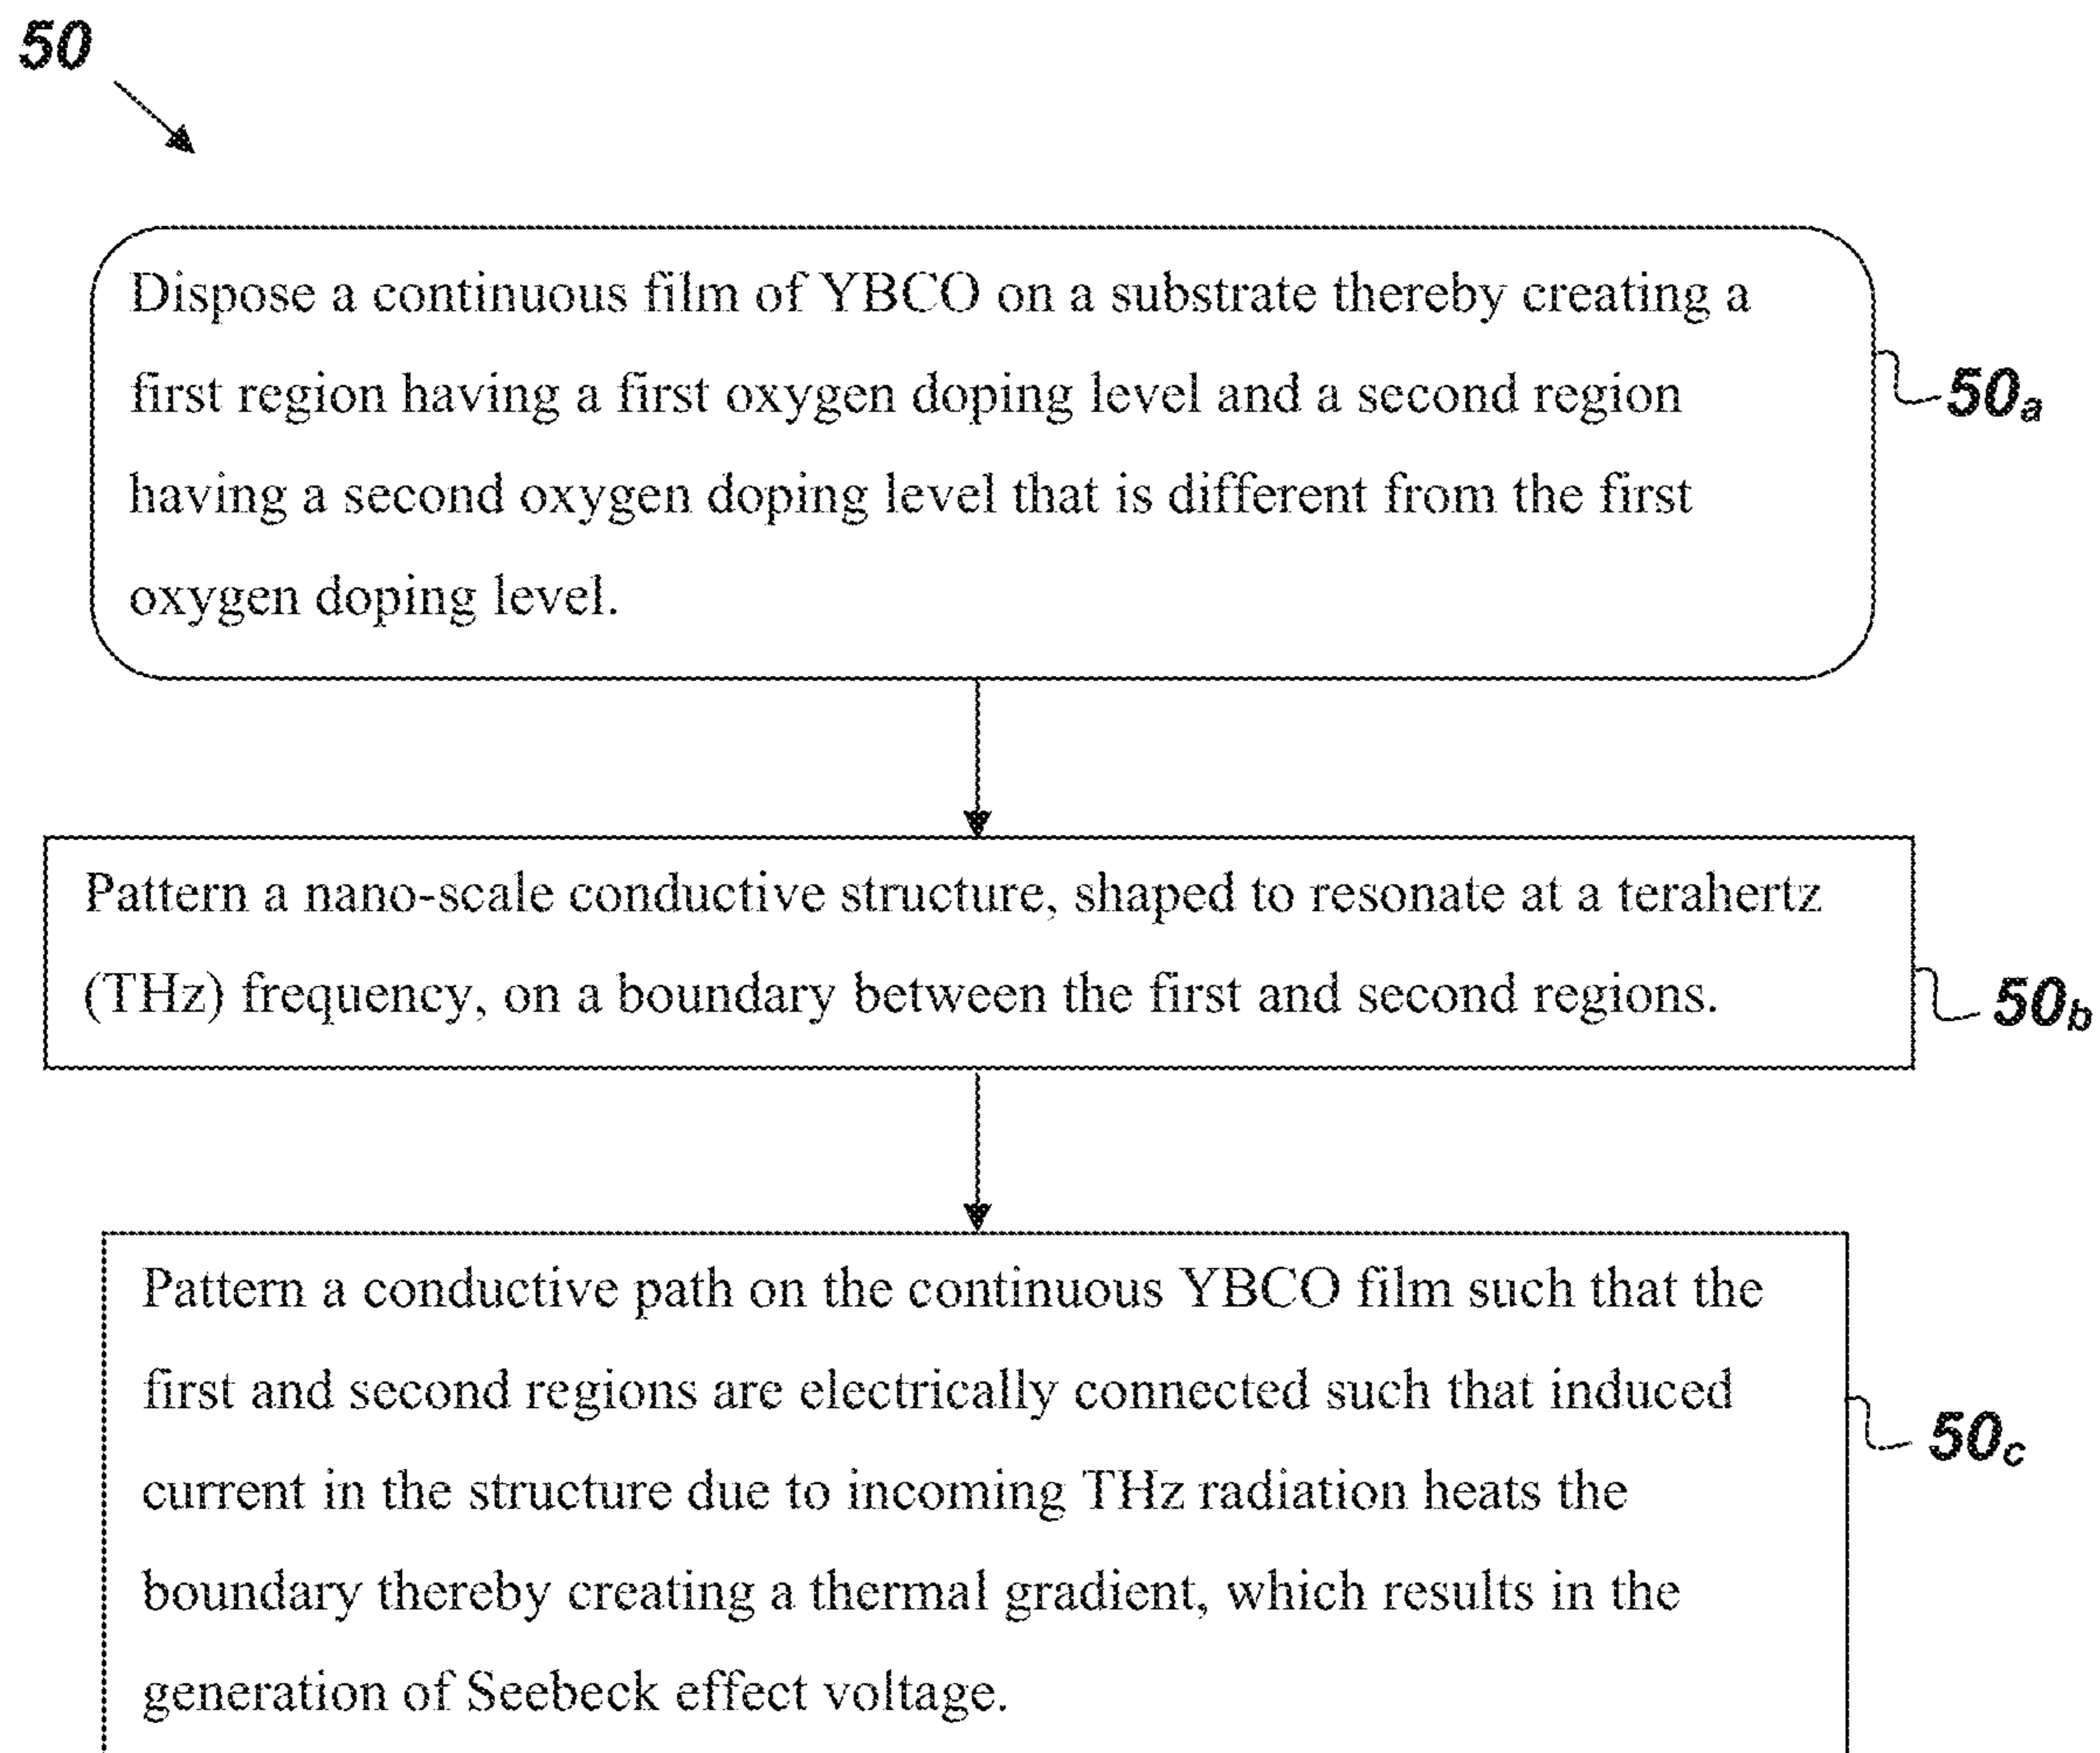 50
Dispose a continuous film of YBCO on a substrate thereby creating a
first region having a first oxygen doping level and a second region
having a second oxygen doping level that is different from the first
oxygen doping level.
50a
Pattern a nano-scale conductive structure, shaped to resonate at a terahertz
(THz) frequency, on a boundary between the first and second regions.
50b
Pattern a conductive path on the continuous YBCO film such that the
first and second regions are electrically connected such that induced
current in the structure due to incoming THz radiation heats the
boundary thereby creating a thermal gradient, which results in the
generation of Seebeck effect voltage.
50c